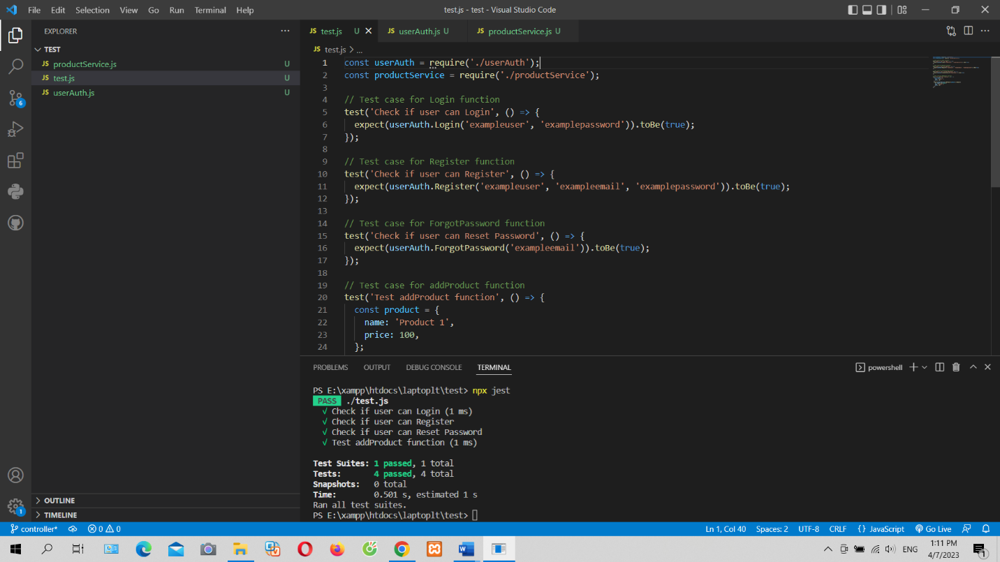 File Edit Selection View Go Run Terminal Help
test.js - test - Visual Studio Code
EXPLORER
TEST
JS productService.js U
JS test.js U
JS userAuth.js U
6
1
OUTLINE
TIMELINE
JS test.js U
JS userAuth.js U
JS productService.js U
JS test.js > ...
1 const userAuth = require('./userAuth');
2 const productService = require('./productService');
3
4 // Test case for Login function
5 test('Check if user can Login', () => {
6 expect(userAuth.Login('exampleuser', 'examplepassword')).toBe(true);
7 });
8
9 // Test case for Register function
10 test('Check if user can Register', () => {
11 expect(userAuth.Register('exampleuser', 'exampleemail', 'examplepassword')).toBe(true);
12 });
13
14 // Test case for ForgotPassword function
15 test('Check if user can Reset Password', () => {
16 expect(userAuth.ForgotPassword('exampleemail')).toBe(true);
17 });
18
19 // Test case for addProduct function
20 test('Test addProduct function', () => {
21 const product = {
22 name: 'Product 1',
23 price: 100,
24 };
PROBLEMS OUTPUT DEBUG CONSOLE TERMINAL
powershell
PS E:\xampp\htdocs\laptoplt\test> npx jest
PASS ./test.js
√ Check if user can Login (1 ms)
√ Check if user can Register
√ Check if user can Reset Password
√ Test addProduct function (1 ms)
Test Suites: 1 passed, 1 total
Tests: 4 passed, 4 total
Snapshots: 0 total
Time: 0.501 s, estimated 1 s
Ran all test suites.
PS E:\xampp\htdocs\laptoplt\test>
controller* 0 0
Ln 1, Col 40 Spaces: 2 UTF-8 CRLF {} JavaScript Go Live
ENG
1:11 PM
4/7/2023
1